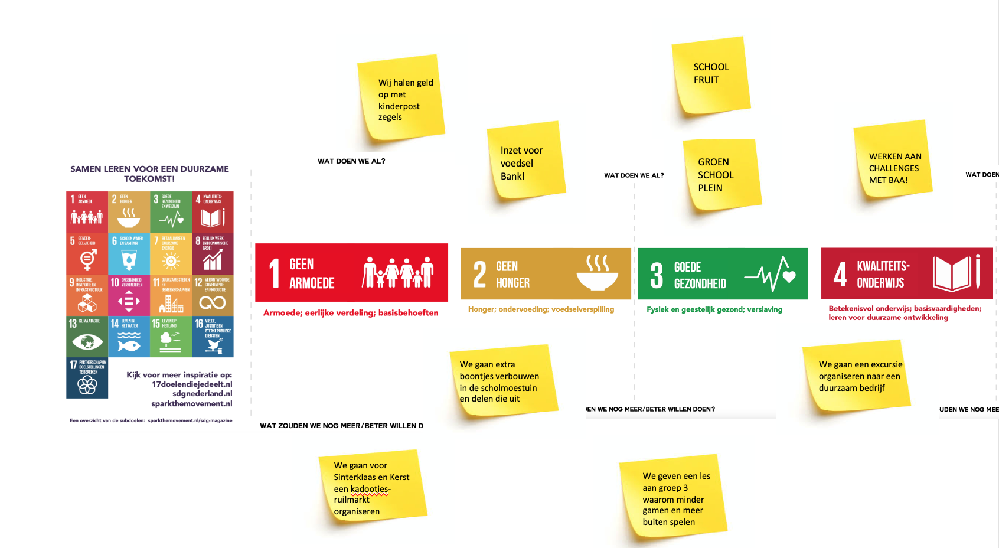 SAMEN LEREN VOOR EEN DUURZAME
TOEKOMST!
1 GEEN
ARMOEDE
2 GEEN
HONGER
3 GOEDE
GEZONDHEID
EN WELZIJN
4 KWALITEITS-
ONDERWIJS
5 GENDER-
GELIJKHEID
6 SCHOON WATER
EN SANITAIR
7 BETAALBARE EN
DUURZAME
ENERGIE
8 EERLIJK WERK
EN ECONOMISCHE
GROEI
9 INDUSTRIE,
INNOVATIE EN
INFRASTRUCTUUR
10 ONGELIJKHEID
VERMINDEREN
11 DUURZAME STEDEN
EN
GEMEENSCHAPPEN
12 VERANTWOORDE
CONSUMPTIE
EN PRODUCTIE
13 KLIMAATACTIE
14 LEVEN IN
HET WATER
15 LEVEN OP
HET LAND
16 VREDE,
JUSTITIE EN
STERKE PUBLIEKE
DIENSTEN
17 PARTNERSCHAP OM
DOELSTELLINGEN
TE BEREIKEN
Kijk voor meer inspiratie op:
17doelendiejedeelt.nl
sdgnederland.nl
sparkthemovement.nl
Een overzicht van de subdoelen: sparkthemovement.nl/sdg-magazine
Wij halen geld
op met
kinderpost
zegels
WAT DOEN WE AL?
Inzet voor
voedsel
Bank!
WAT DOEN WE AL?
SCHOOL
FRUIT
GROEN
SCHOOL
PLEIN
WERKEN AAN
CHALLENGES
MET BAA!
WAT DOEN
1 GEEN
ARMOEDE
Armoede; eerlijke verdeling; basisbehoeften
2 GEEN
HONGER
Honger; ondervoeding; voedselverspilling
3 GOEDE
GEZONDHEID
Fysiek en geestelijk gezond; verslaving
4 KWALITEITS-
ONDERWIJS
Betekenisvol onderwijs; basisvaardigheden;
leren voor duurzame ontwikkeling
We gaan extra
boontjes verbouwen
in de scholmoestuin
en delen die uit
We gaan een excursie
organiseren naar een
duurzaam bedrijf
WAT ZOUDEN WE NOG MEER/BETER WILLEN D
DEN WE NOG MEER/BETER WILLEN DOEN?
OUDEN WE NOG MEE
We gaan voor
Sinterklaas en Kerst
een kadootjes-
ruilmarkt
organiseren
We geven een les
aan groep 3
waarom minder
gamen en meer
buiten spelen